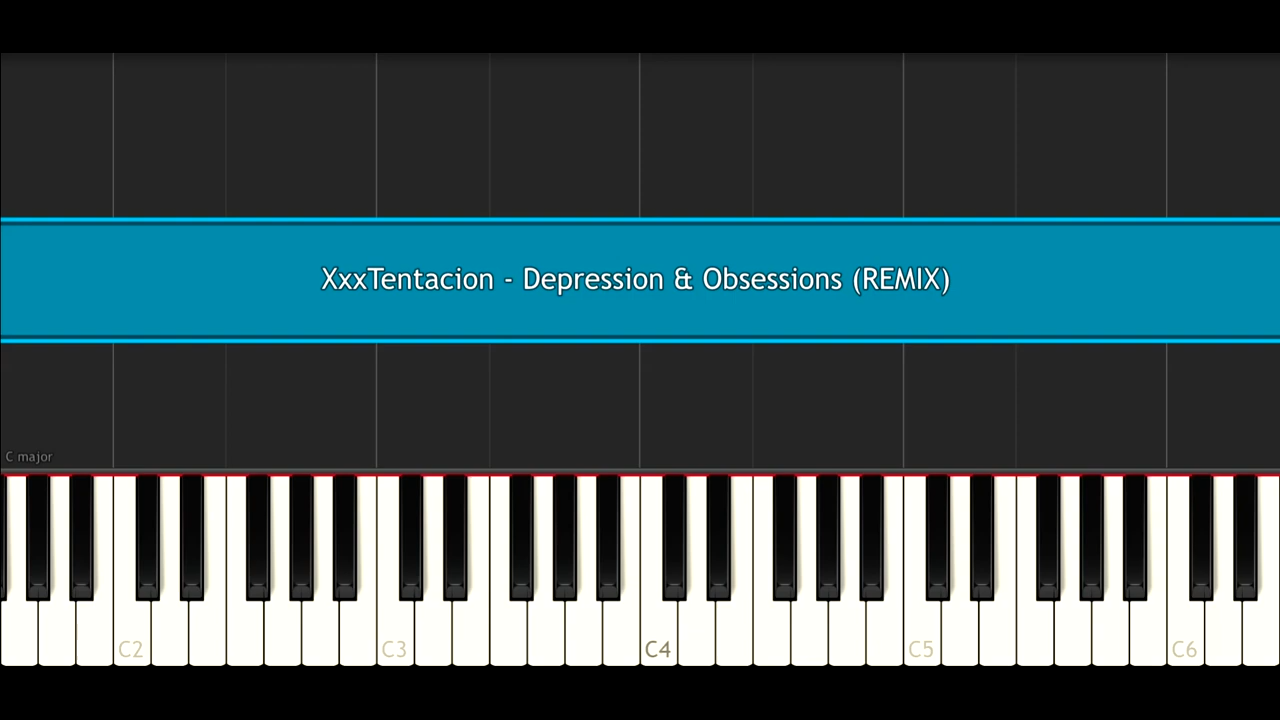 XxxTentacion - Depression & Obsessions (REMIX)
C major
C2 C3 C4 C5 C6